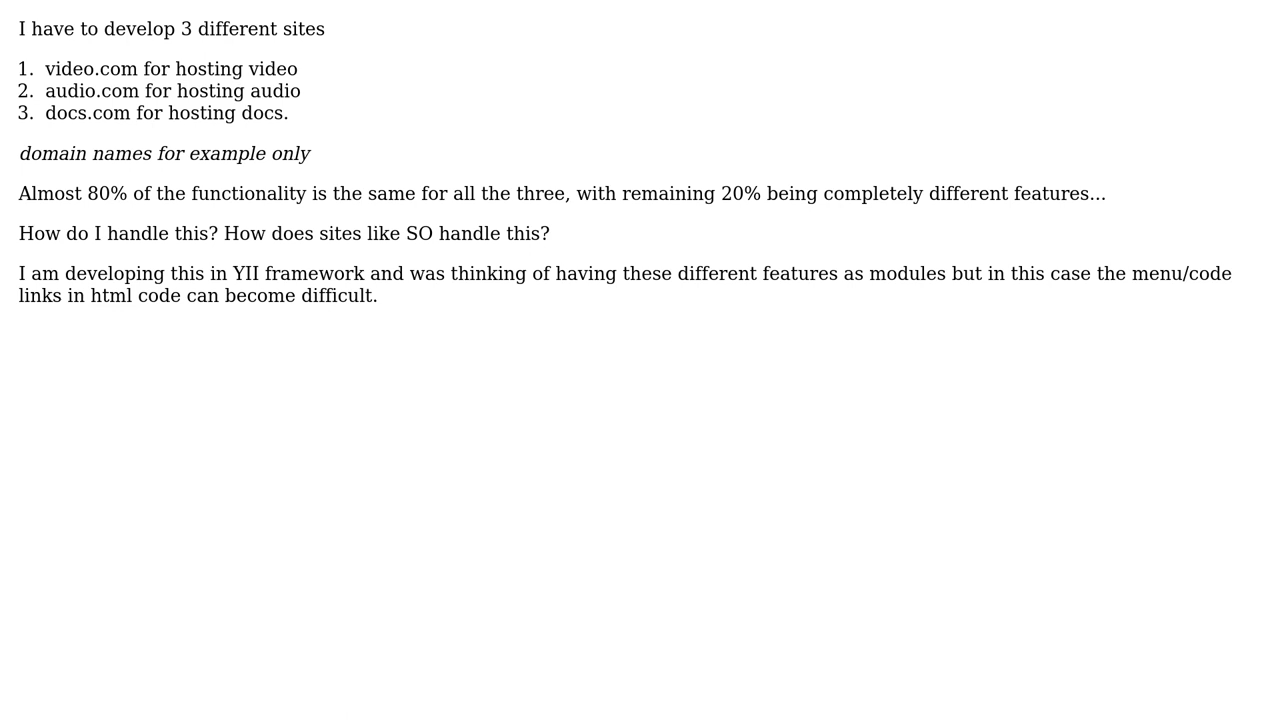 I have to develop 3 different sites
1. video.com for hosting video
2. audio.com for hosting audio
3. docs.com for hosting docs.
domain names for example only
Almost 80% of the functionality is the same for all the three, with remaining 20% being completely different features...
How do I handle this? How does sites like SO handle this?
I am developing this in YII framework and was thinking of having these different features as modules but in this case the menu/code
links in html code can become difficult.